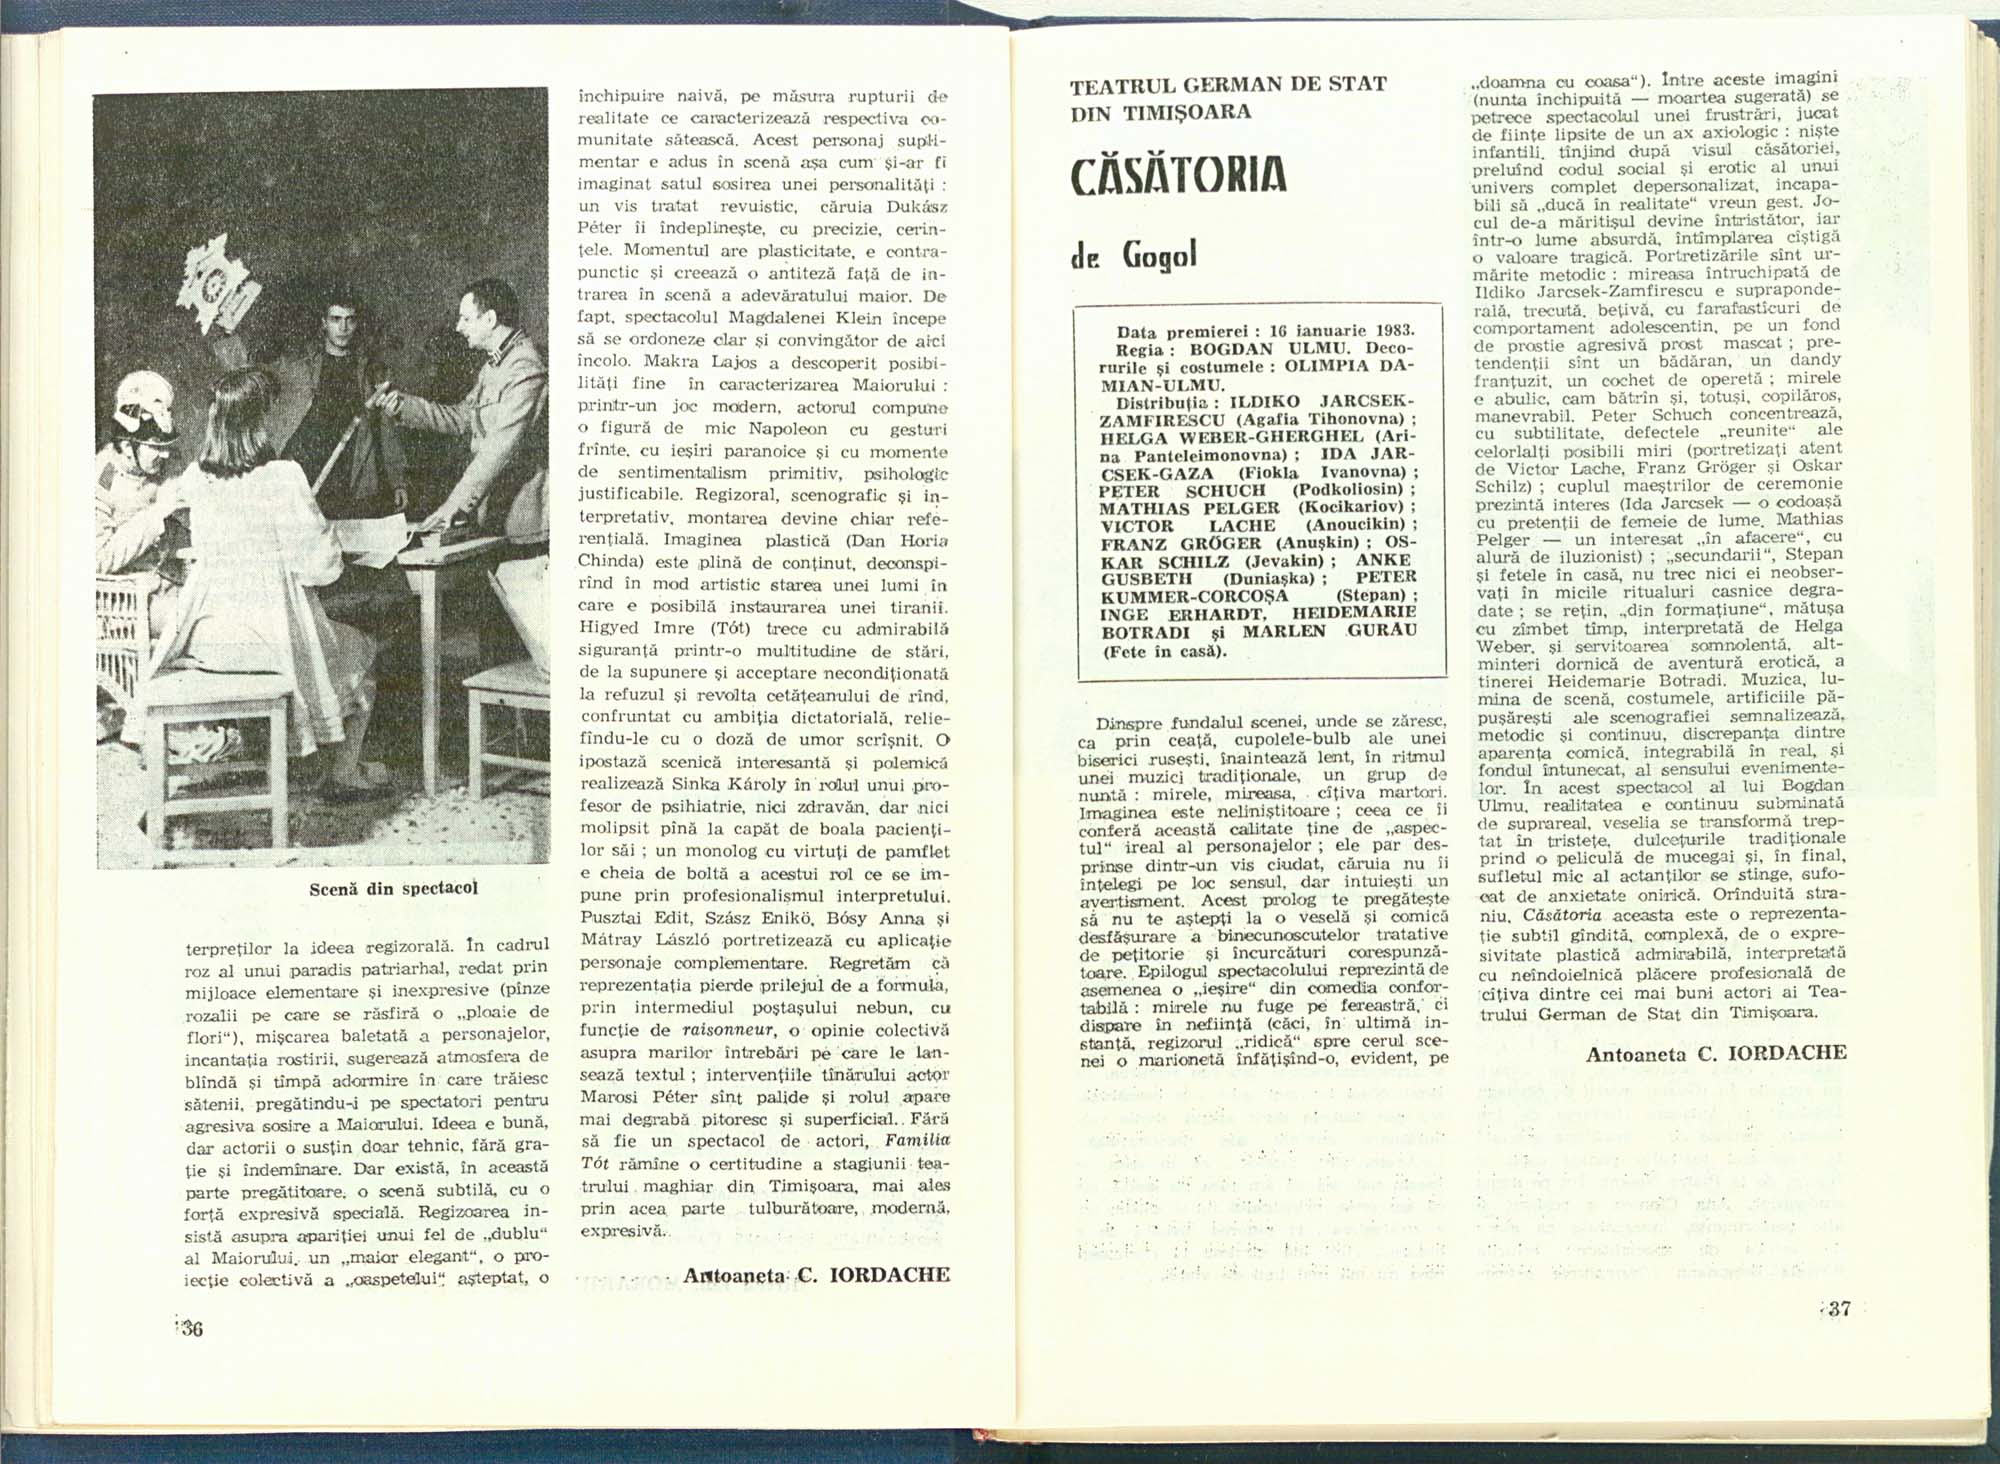 Scenă din spectacol
terpreților la ideea regizorală. În cadrul
roz al unui paradis patriarhal, redat prin
mijloace elementare și inexpresive (pînze
rozalii pe care se răsfiră o „ploaie de
flori“), mișcarea baletată a personajelor,
incantația rostirii, sugerează atmosfera de
blîndă și tîmpă adormire în care trăiesc
sătenii, pregătindu-i pe spectatori pentru
agresiva sosire a Maiorului. Ideea e bună,
dar actorii o susțin doar tehnic, fără gra-
ție și îndemînare. Dar există, în această
parte pregătitoare, o scenă subtilă, cu o
forță expresivă specială. Regizoarea in-
sistă asupra apariției unui fel de „dublu“
al Maiorului, un „maior elegant“, o pro-
iecție colectivă a „oaspetelui“ așteptat, o
36
închipuire naivă, pe măsura rupturii de
realitate ce caracterizează respectiva co-
munitate sătească. Acest personaj supli-
mentar e adus în scenă așa cum și-ar fi
imaginat satul sosirea unei personalități :
un vis tratat revuistic, căruia Dukász
Péter îi îndeplinește, cu precizie, cerin-
țele. Momentul are plasticitate, e contra-
punctic și creează o antiteză față de in-
trarea în scenă a adevăratului maior. De
fapt, spectacolul Magdalenei Klein începe
să se ordoneze clar și convingător de aici
încolo. Makra Lajos a descoperit posibi-
lități fine în caracterizarea Maiorului :
printr-un joc modern, actorul compune
o figură de mic Napoleon cu gesturi
frînte, cu ieșiri paranoice și cu momente
de sentimentalism primitiv, psihologic
justificabile. Regizoral, scenografic și in-
terpretativ, montarea devine chiar refe-
rențială. Imaginea plastică (Dan Horia
Chinda) este plină de conținut, deconspi-
rînd în mod artistic starea unei lumi în
care e posibilă instaurarea unei tiranii.
Higyed Imre (Tót) trece cu admirabilă
siguranță printr-o multitudine de stări,
de la supunere și acceptare necondiționată
la refuzul și revolta cetățeanului de rînd,
confruntat cu ambiția dictatorială, relie-
fîndu-le cu o doză de umor scrîșnit. O
ipostază scenică interesantă și polemică
realizează Sinka Károly în rolul unui pro-
fesor de psihiatrie, nici zdravăn, dar nici
molipsit pînă la capăt de boala pacienți-
lor săi ; un monolog cu virtuți de pamflet
e cheia de boltă a acestui rol ce se im-
pune prin profesionalismul interpretului.
Pusztai Edit, Szász Enikö, Bósy Anna și
Mátray László portretizează cu aplicație
personaje complementare. Regretăm că
reprezentația pierde prilejul de a formula,
prin intermediul poștașului nebun, cu
funcție de raisonneur, o opinie colectivă
asupra marilor întrebări pe care le lan-
sează textul ; intervențiile tînărului actor
Marosi Péter sînt palide și rolul apare
mai degrabă pitoresc și superficial. Fără
să fie un spectacol de actori, Familia
Tót rămîne o certitudine a stagiunii tea-
trului maghiar din Timișoara, mai ales
prin acea parte tulburătoare, modernă,
expresivă.
Antoaneta C. IORDACHE
TEATRUL GERMAN DE STAT
DIN TIMIȘOARA
CĂSĂTORIA
de Gogol
Data premierei : 16 ianuarie 1983.
Regia : BOGDAN ULMU. Deco-
rurile și costumele : OLIMPIA DA-
MIAN-ULMU.
Distribuția : ILDIKO JARCSEK-
ZAMFIRESCU (Agafia Tihonovna) ;
HELGA WEBER-GHERGHEL (Ari-
na Panteleimonovna) ; IDA JAR-
CSEK-GAZA (Fiokla Ivanovna) ;
PETER SCHUCH (Podkoliosin) ;
MATHIAS PELGER (Kocikariov) ;
VICTOR LACHE (Anoucikin) ;
FRANZ GRÖGER (Anușkin) ; OS-
KAR SCHILZ (Jevakin) ; ANKE
GUSBETH (Duniașka) ; PETER
KUMMER-CORCOȘA (Stepan) ;
INGE ERHARDT, HEIDEMARIE
BOTRADI și MARLEN GURĂU
(Fete în casă).
Dinspre fundalul scenei, unde se zăresc,
ca prin ceață, cupolele-bulb ale unei
biserici rusești, înaintează lent, în ritmul
unei muzici tradiționale, un grup de
nuntă : mirele, mireasa, cîțiva martori.
Imaginea este neliniștitoare ; ceea ce îi
conferă această calitate ține de „aspec-
tul“ ireal al personajelor ; ele par des-
prinse dintr-un vis ciudat, căruia nu îi
înțelegi pe loc sensul, dar intuiești un
avertisment. Acest prolog te pregătește
să nu te aștepți la o veselă și comică
desfășurare a binecunoscutelor tratative
de pețitorie și încurcături corespunză-
toare. Epilogul spectacolului reprezintă de
asemenea o „ieșire“ din comedia confor-
tabilă : mirele nu fuge pe fereastră, ci
dispare în neființă (căci, în ultimă in-
stanță, regizorul „ridică“ spre cerul sce-
nei o marionetă înfățișînd-o, evident, pe
„doamna cu coasa“). Între aceste imagini
(nunta închipuită — moartea sugerată) se
petrece spectacolul unei frustrări, jucat
de ființe lipsite de un ax axiologic : niște
infantili, tînjind după visul căsătoriei,
preluînd codul social și erotic al unui
univers complet depersonalizat, incapa-
bili să „ducă în realitate“ vreun gest. Jo-
cul de-a măritișul devine întristător, iar
într-o lume absurdă, întîmplarea cîștigă
o valoare tragică. Portretizările sînt ur-
mărite metodic : mireasa întruchipată de
Ildiko Jarcsek-Zamfirescu e suprapondе-
rală, trecută, bețivă, cu farafastîcuri de
comportament adolescentin, pe un fond
de prostie agresivă prost mascat ; pre-
tendenții sînt un bădăran, un dandy
franțuzit, un cochet de operetă ; mirele
e abulic, cam bătrîn și, totuși, copilăros,
manevrabil. Peter Schuch concentrează,
cu subtilitate, defectele „reunite“ ale
celorlalți posibili miri (portretizați atent
de Victor Lache, Franz Gröger și Oskar
Schilz) ; cuplul maeștrilor de ceremonie
prezintă interes (Ida Jarcsek — o codoașă
cu pretenții de femeie de lume, Mathias
Pelger — un interesat „în afacere“, cu
alură de iluzionist) ; „secundarii“, Stepan
și fetele în casă, nu trec nici ei neobser-
vați în micile ritualuri casnice degra-
date ; se rețin, „din formațiune“, mătușa
cu zîmbet tîmp, interpretată de Helga
Weber, și servitoarea somnolentă, alt-
minteri dornică de aventură erotică, a
tinerei Heidemarie Botradi. Muzica, lu-
mina de scenă, costumele, artificiile pă-
pușărești ale scenografiei semnalizează,
metodic și continuu, discrepanța dintre
aparența comică, integrabilă în real, și
fondul întunecat, al sensului evenimente-
lor. În acest spectacol al lui Bogdan
Ulmu, realitatea e continuu subminată
de suprareal, veselia se transformă trep-
tat în tristețe, dulcețurile tradiționale
prind o peliculă de mucegai și, în final,
sufletul mic al actanților se stinge, sufo-
cat de anxietate onirică. Orînduită stra-
niu, Căsătoria aceasta este o reprezenta-
ție subtil gîndită, complexă, de o expre-
sivitate plastică admirabilă, interpretată
cu neîndoielnică plăcere profesională de
cîțiva dintre cei mai buni actori ai Tea-
trului German de Stat din Timișoara.
Antoaneta C. IORDACHE
37